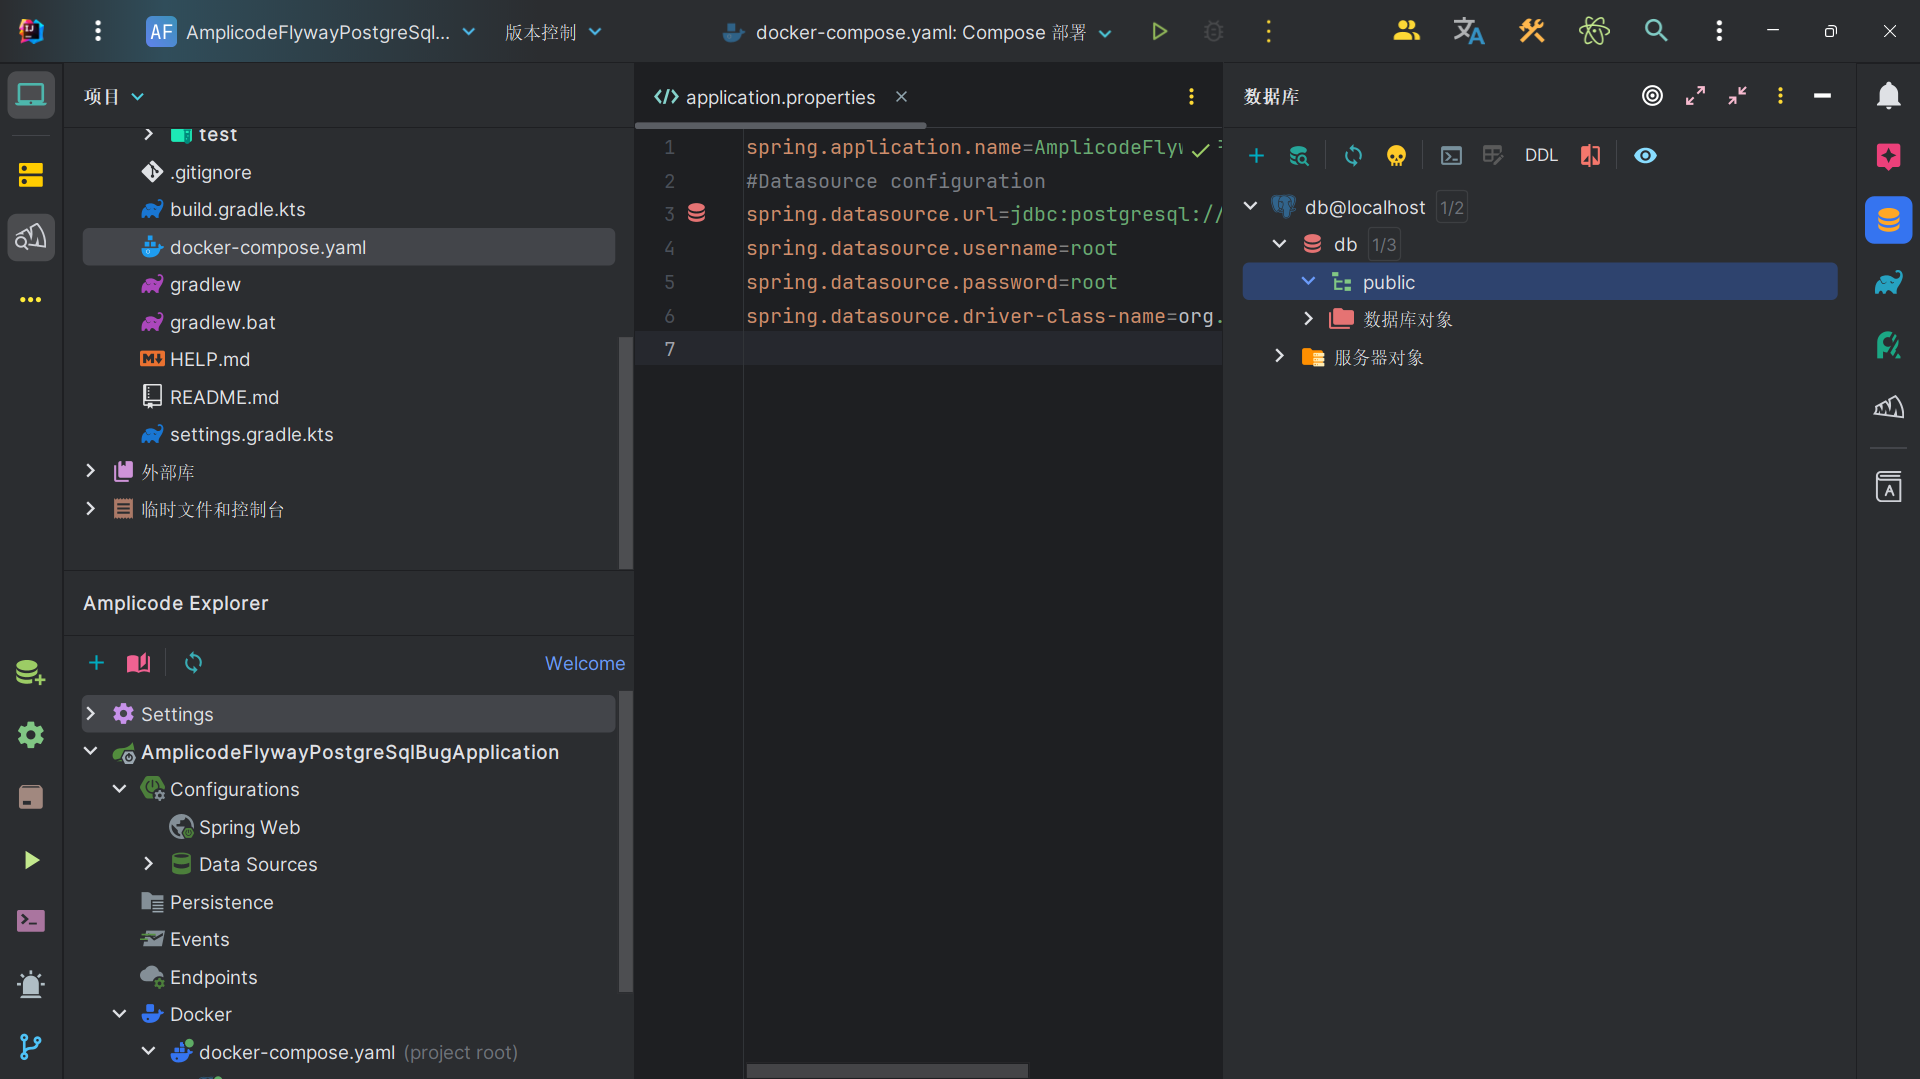 AF AmplicodeFlywayPostgreSql... 版本控制 docker-compose.yaml: Compose 部署
项目
test
.gitignore
build.gradle.kts
docker-compose.yaml
gradlew
gradlew.bat
HELP.md
README.md
settings.gradle.kts
外部库
临时文件和控制台
Amplicode Explorer
Welcome
Settings
AmplicodeFlywayPostgreSqlBugApplication
Configurations
Spring Web
Data Sources
Persistence
Events
Endpoints
Docker
docker-compose.yaml (project root)
application.properties
1 spring.application.name=AmplicodeFlyw
2 #Datasource configuration
3 spring.datasource.url=jdbc:postgresql://
4 spring.datasource.username=root
5 spring.datasource.password=root
6 spring.datasource.driver-class-name=org.
7
数据库
DDL
db@localhost 1/2
db 1/3
public
数据库对象
服务器对象